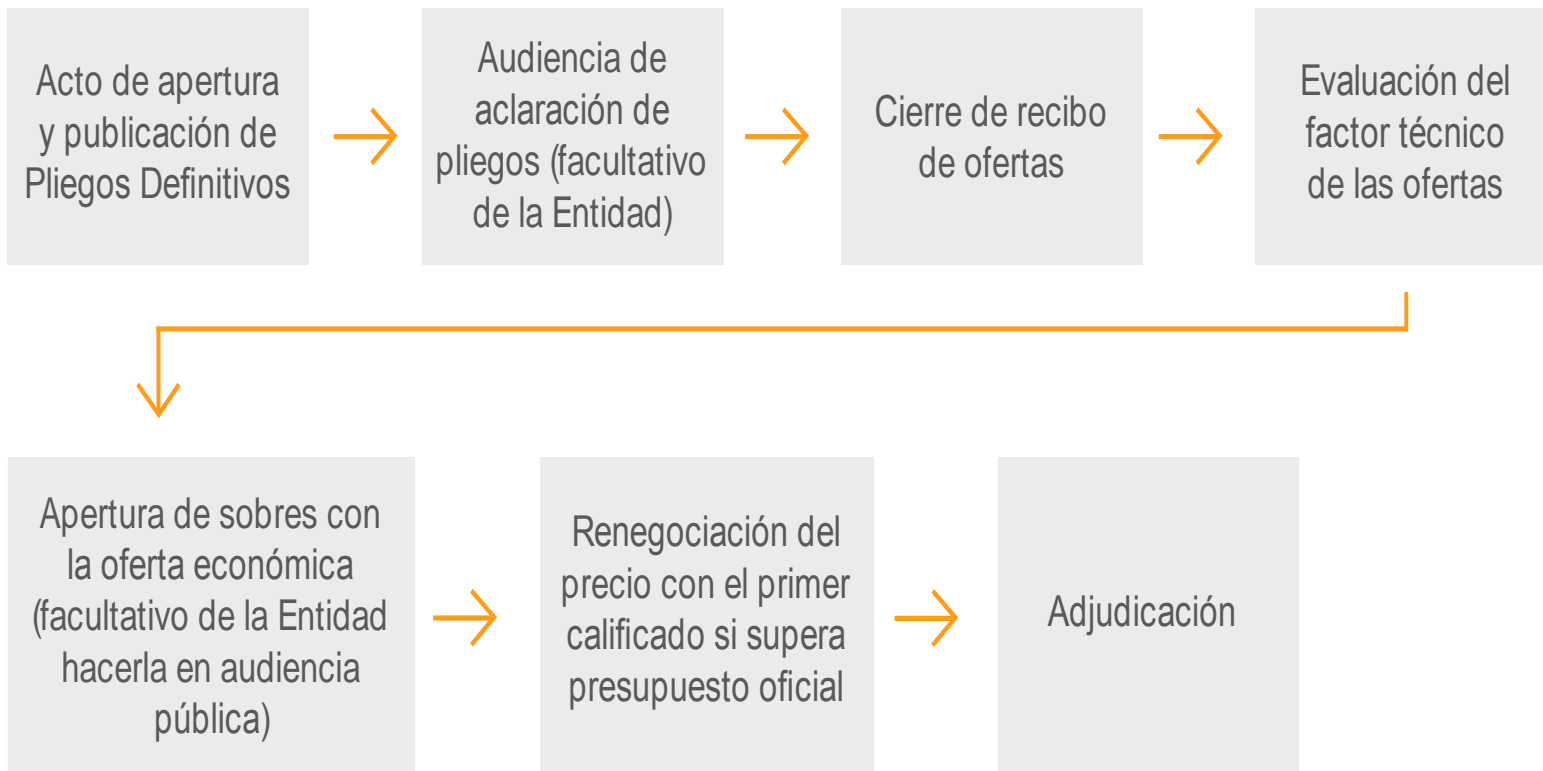 Acto de apertura
y publicación de
Pliegos Definitivos
Audiencia de
aclaración de
pliegos (facultativo
de la Entidad)
Cierre de recibo
de ofertas
Evaluación del
factor técnico
de las ofertas
Apertura de sobres con
la oferta económica
(facultativo de la Entidad
hacerla en audiencia
pública)
Renegociación del
precio con el primer
calificado si supera
presupuesto oficial
Adjudicación